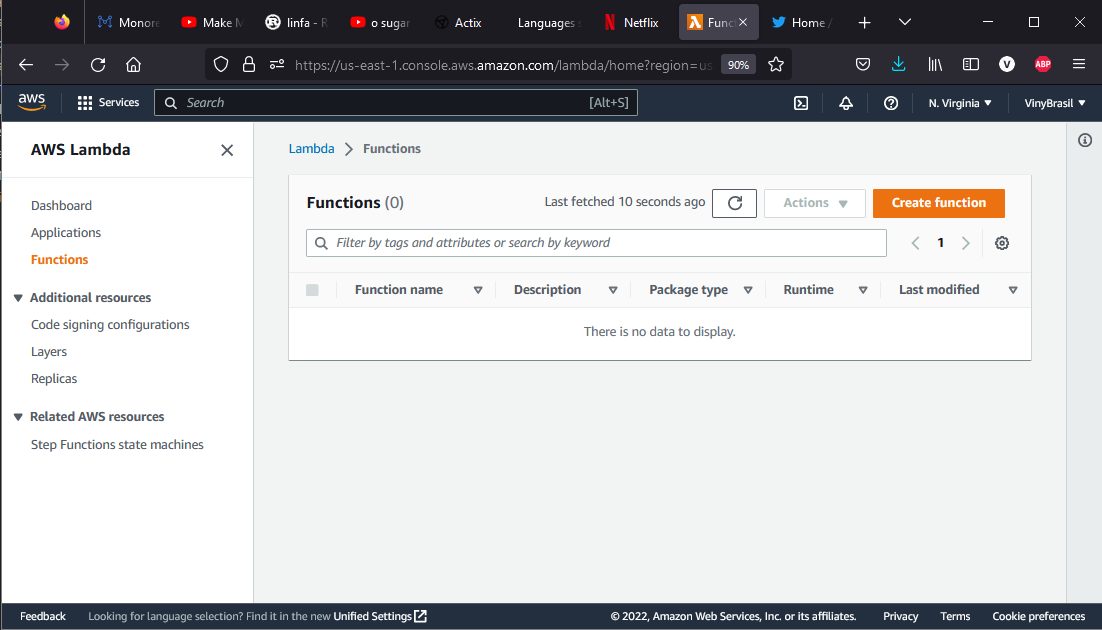 Monore Make M linfa - R o sugar Actix Languages Netflix Func Home /
https://us-east-1.console.aws.amazon.com/lambda/home?region=us 90% V ABP
aws Services Search [Alt+S] N. Virginia VinyBrasil
AWS Lambda
Dashboard
Applications
Functions
Additional resources
Code signing configurations
Layers
Replicas
Related AWS resources
Step Functions state machines
Lambda Functions
Functions (0) Last fetched 10 seconds ago Actions Create function
Filter by tags and attributes or search by keyword 1
Function name Description Package type Runtime Last modified
There is no data to display.
Feedback Looking for language selection? Find it in the new Unified Settings © 2022, Amazon Web Services, Inc. or its affiliates. Privacy Terms Cookie preferences